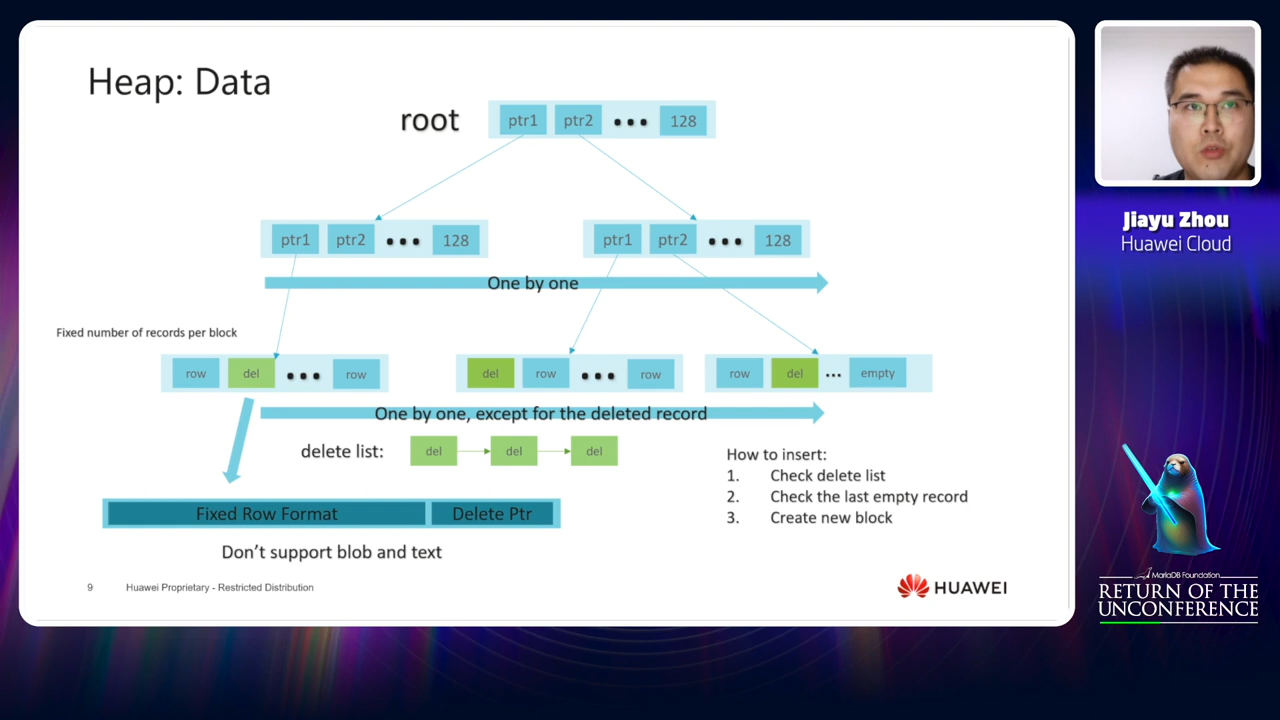 Heap: Data
root
ptr1 ptr2 ••• 128
ptr1 ptr2 ••• 128
ptr1 ptr2 ••• 128
One by one
Fixed number of records per block
row del ••• row
del row ••• row
row del ... empty
One by one, except for the deleted record
delete list: del del del
How to insert:
1. Check delete list
2. Check the last empty record
3. Create new block
Fixed Row Format Delete Ptr
Don't support blob and text
9 Huawei Proprietary - Restricted Distribution
HUAWEI
Jiayu Zhou
Huawei Cloud
MariaDB Foundation
RETURN OF THE
UNCONFERENCE